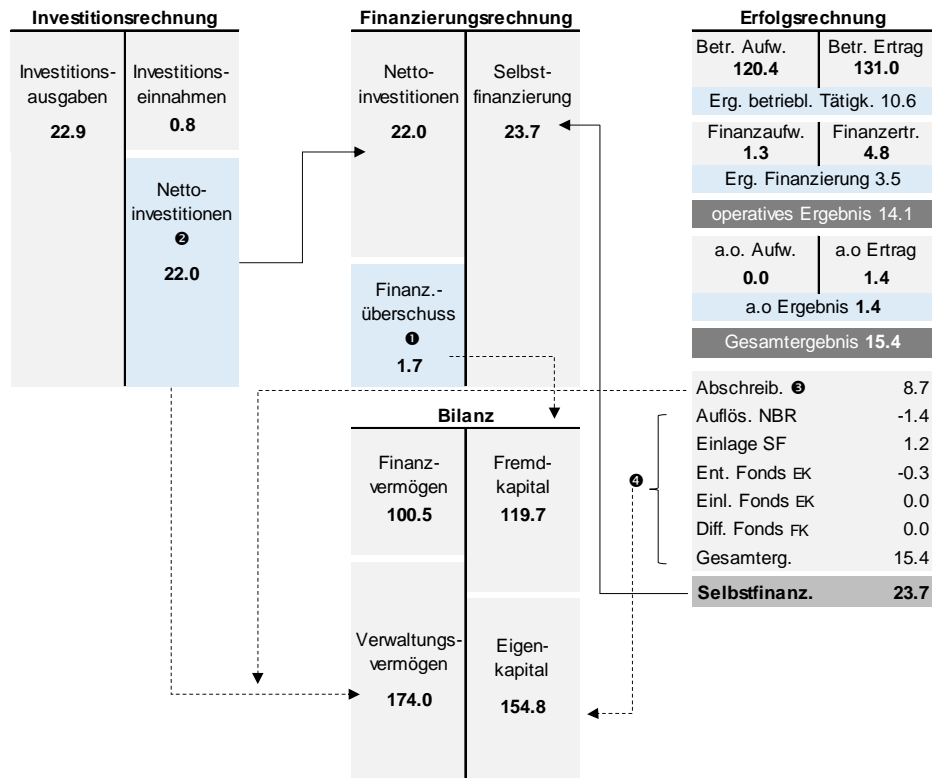 Investitionsrechnung
Investitions-
ausgaben
22.9
Investitions-
einnahmen
0.8
Netto-
investitionen
❷
22.0
Finanzierungsrechnung
Netto-
investitionen
22.0
Selbst-
finanzierung
23.7
Finanz.-
überschuss
❶
1.7
Bilanz
Finanz-
vermögen
100.5
Fremd-
kapital
119.7
Verwaltungs-
vermögen
174.0
Eigen-
kapital
154.8
Erfolgsrechnung
Betr. Aufw. Betr. Ertrag
120.4 131.0
Erg. betriebl. Tätigk. 10.6
Finanzaufw. Finanzertr.
1.3 4.8
Erg. Finanzierung 3.5
operatives Ergebnis 14.1
a.o. Aufw. a.o Ertrag
0.0 1.4
a.o Ergebnis 1.4
Gesamtergebnis 15.4
Abschreib. ❸ 8.7
Auflös. NBR -1.4
Einlage SF 1.2
❹ Ent. Fonds EK -0.3
Einl. Fonds EK 0.0
Diff. Fonds FK 0.0
Gesamterg. 15.4
Selbstfinanz. 23.7